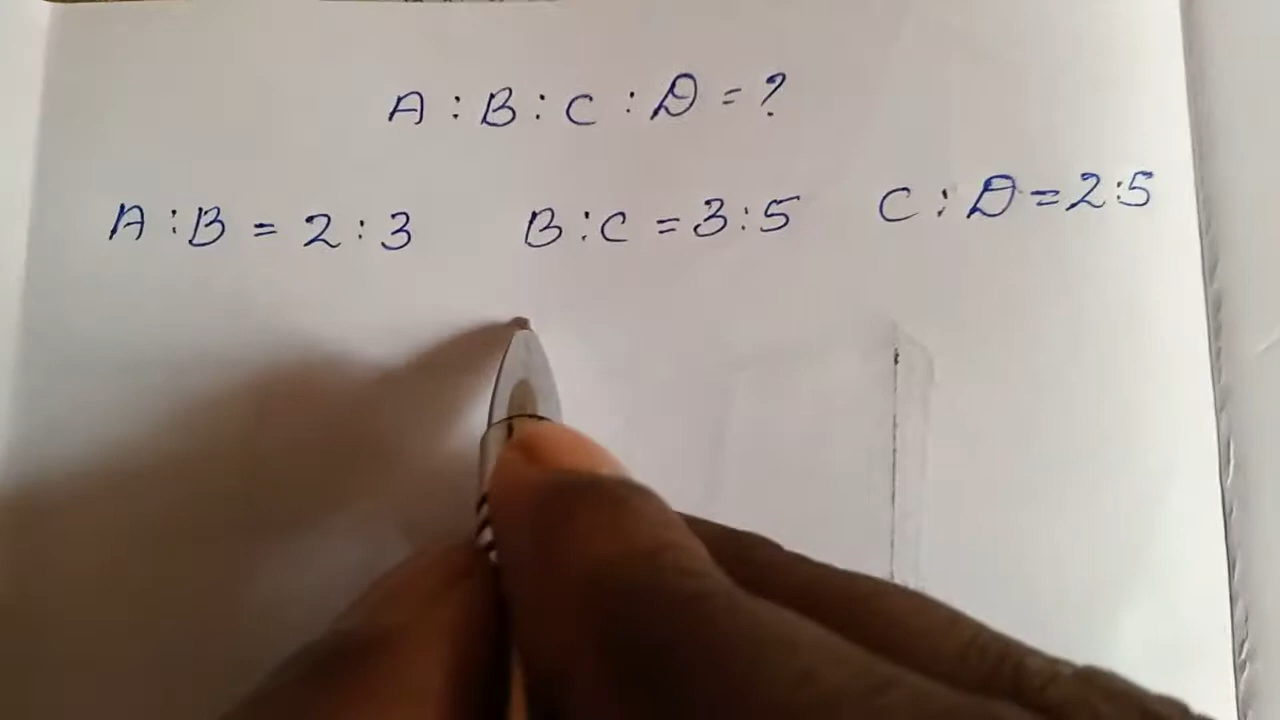 A : B : C : D = ?
A : B = 2 : 3 B : C = 3 : 5 C : D = 2 : 5